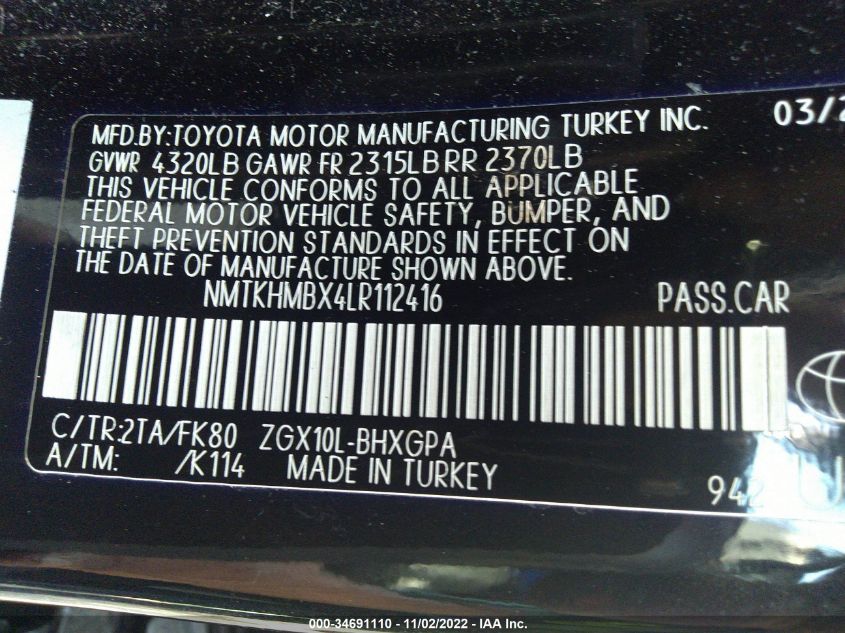 MFD.BY:TOYOTA MOTOR MANUFACTURING TURKEY INC. 03/2
GVWR 4320LB GAWR FR 2315LB RR 2370LB
THIS VEHICLE CONFORMS TO ALL APPLICABLE
FEDERAL MOTOR VEHICLE SAFETY, BUMPER, AND
THEFT PREVENTION STANDARDS IN EFFECT ON
THE DATE OF MANUFACTURE SHOWN ABOVE.
NMTKHMBX4LR112416 PASS.CAR
C/TR:2TA/FK80 ZGX10L-BHXGPA
A/TM: /K114 MADE IN TURKEY
942 U
000-34691110 - 11/02/2022 - IAA Inc.